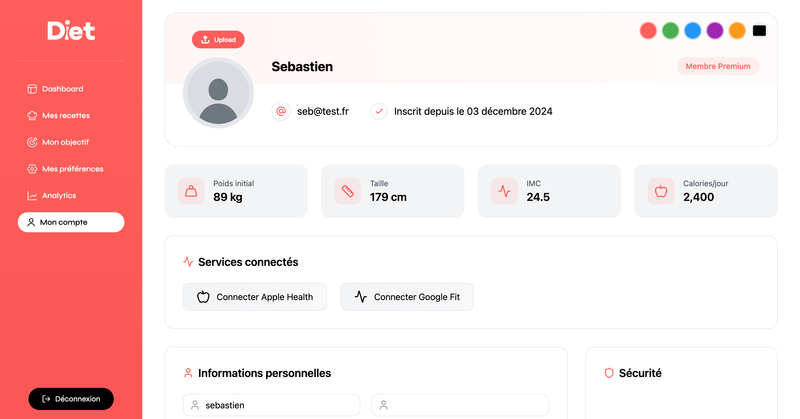 Diet
Dashboard
Mes recettes
Mon objectif
Mes préférences
Analytics
Mon compte
Déconnexion
Upload
Sebastien
Membre Premium
@ seb@test.fr
Inscrit depuis le 03 décembre 2024
Poids initial
89 kg
Taille
179 cm
IMC
24.5
Calories/jour
2,400
Services connectés
Connecter Apple Health
Connecter Google Fit
Informations personnelles
sebastien
Sécurité